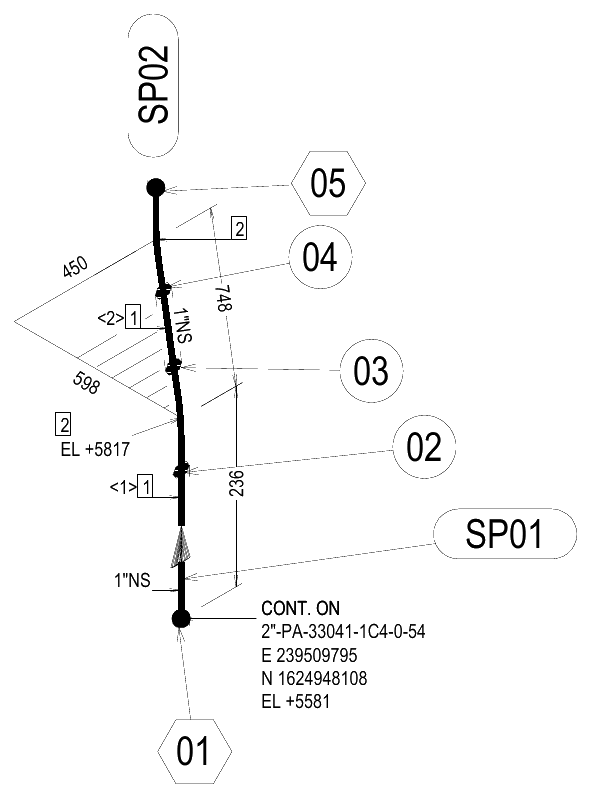 SP02
05
2
04
450
748
<2> 1
1"NS
03
598
2
EL +5817
02
<1> 1
236
SP01
1"NS
CONT. ON
2"-PA-33041-1C4-0-54
E 239509795
N 1624948108
EL +5581
01